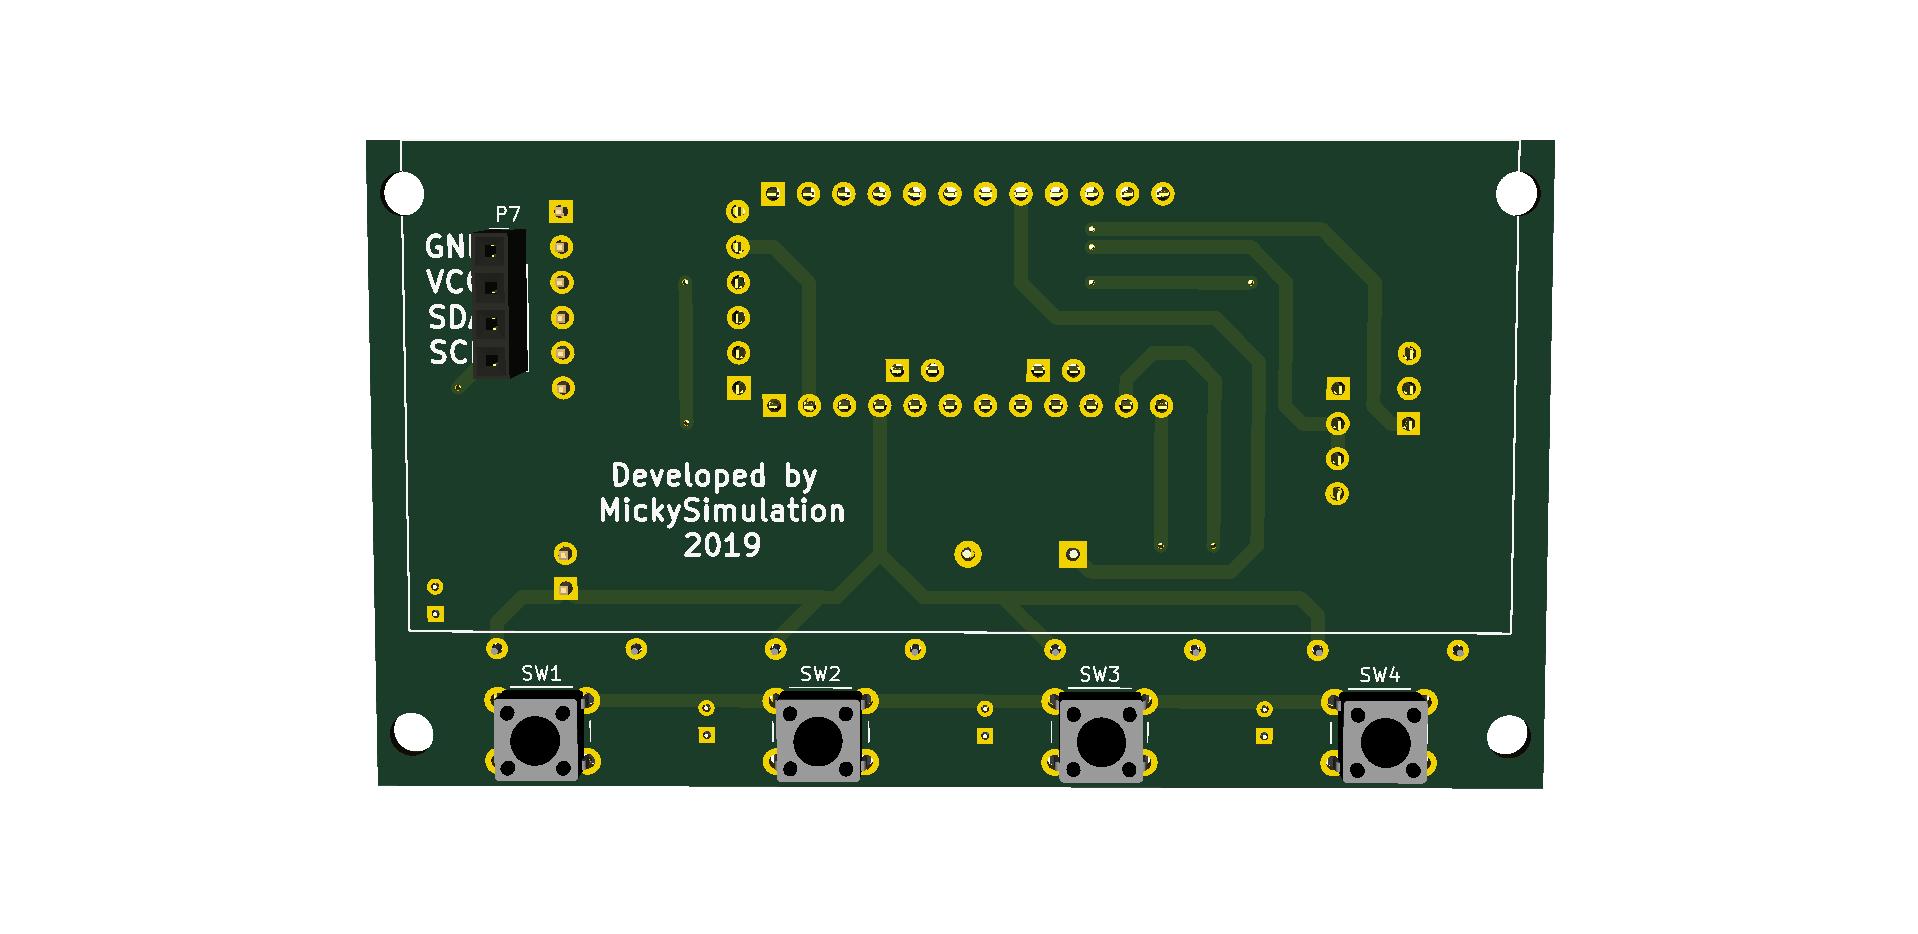 P7
GN
VC
SD
SC
Developed by
MickySimulation
2019
SW1
SW2
SW3
SW4